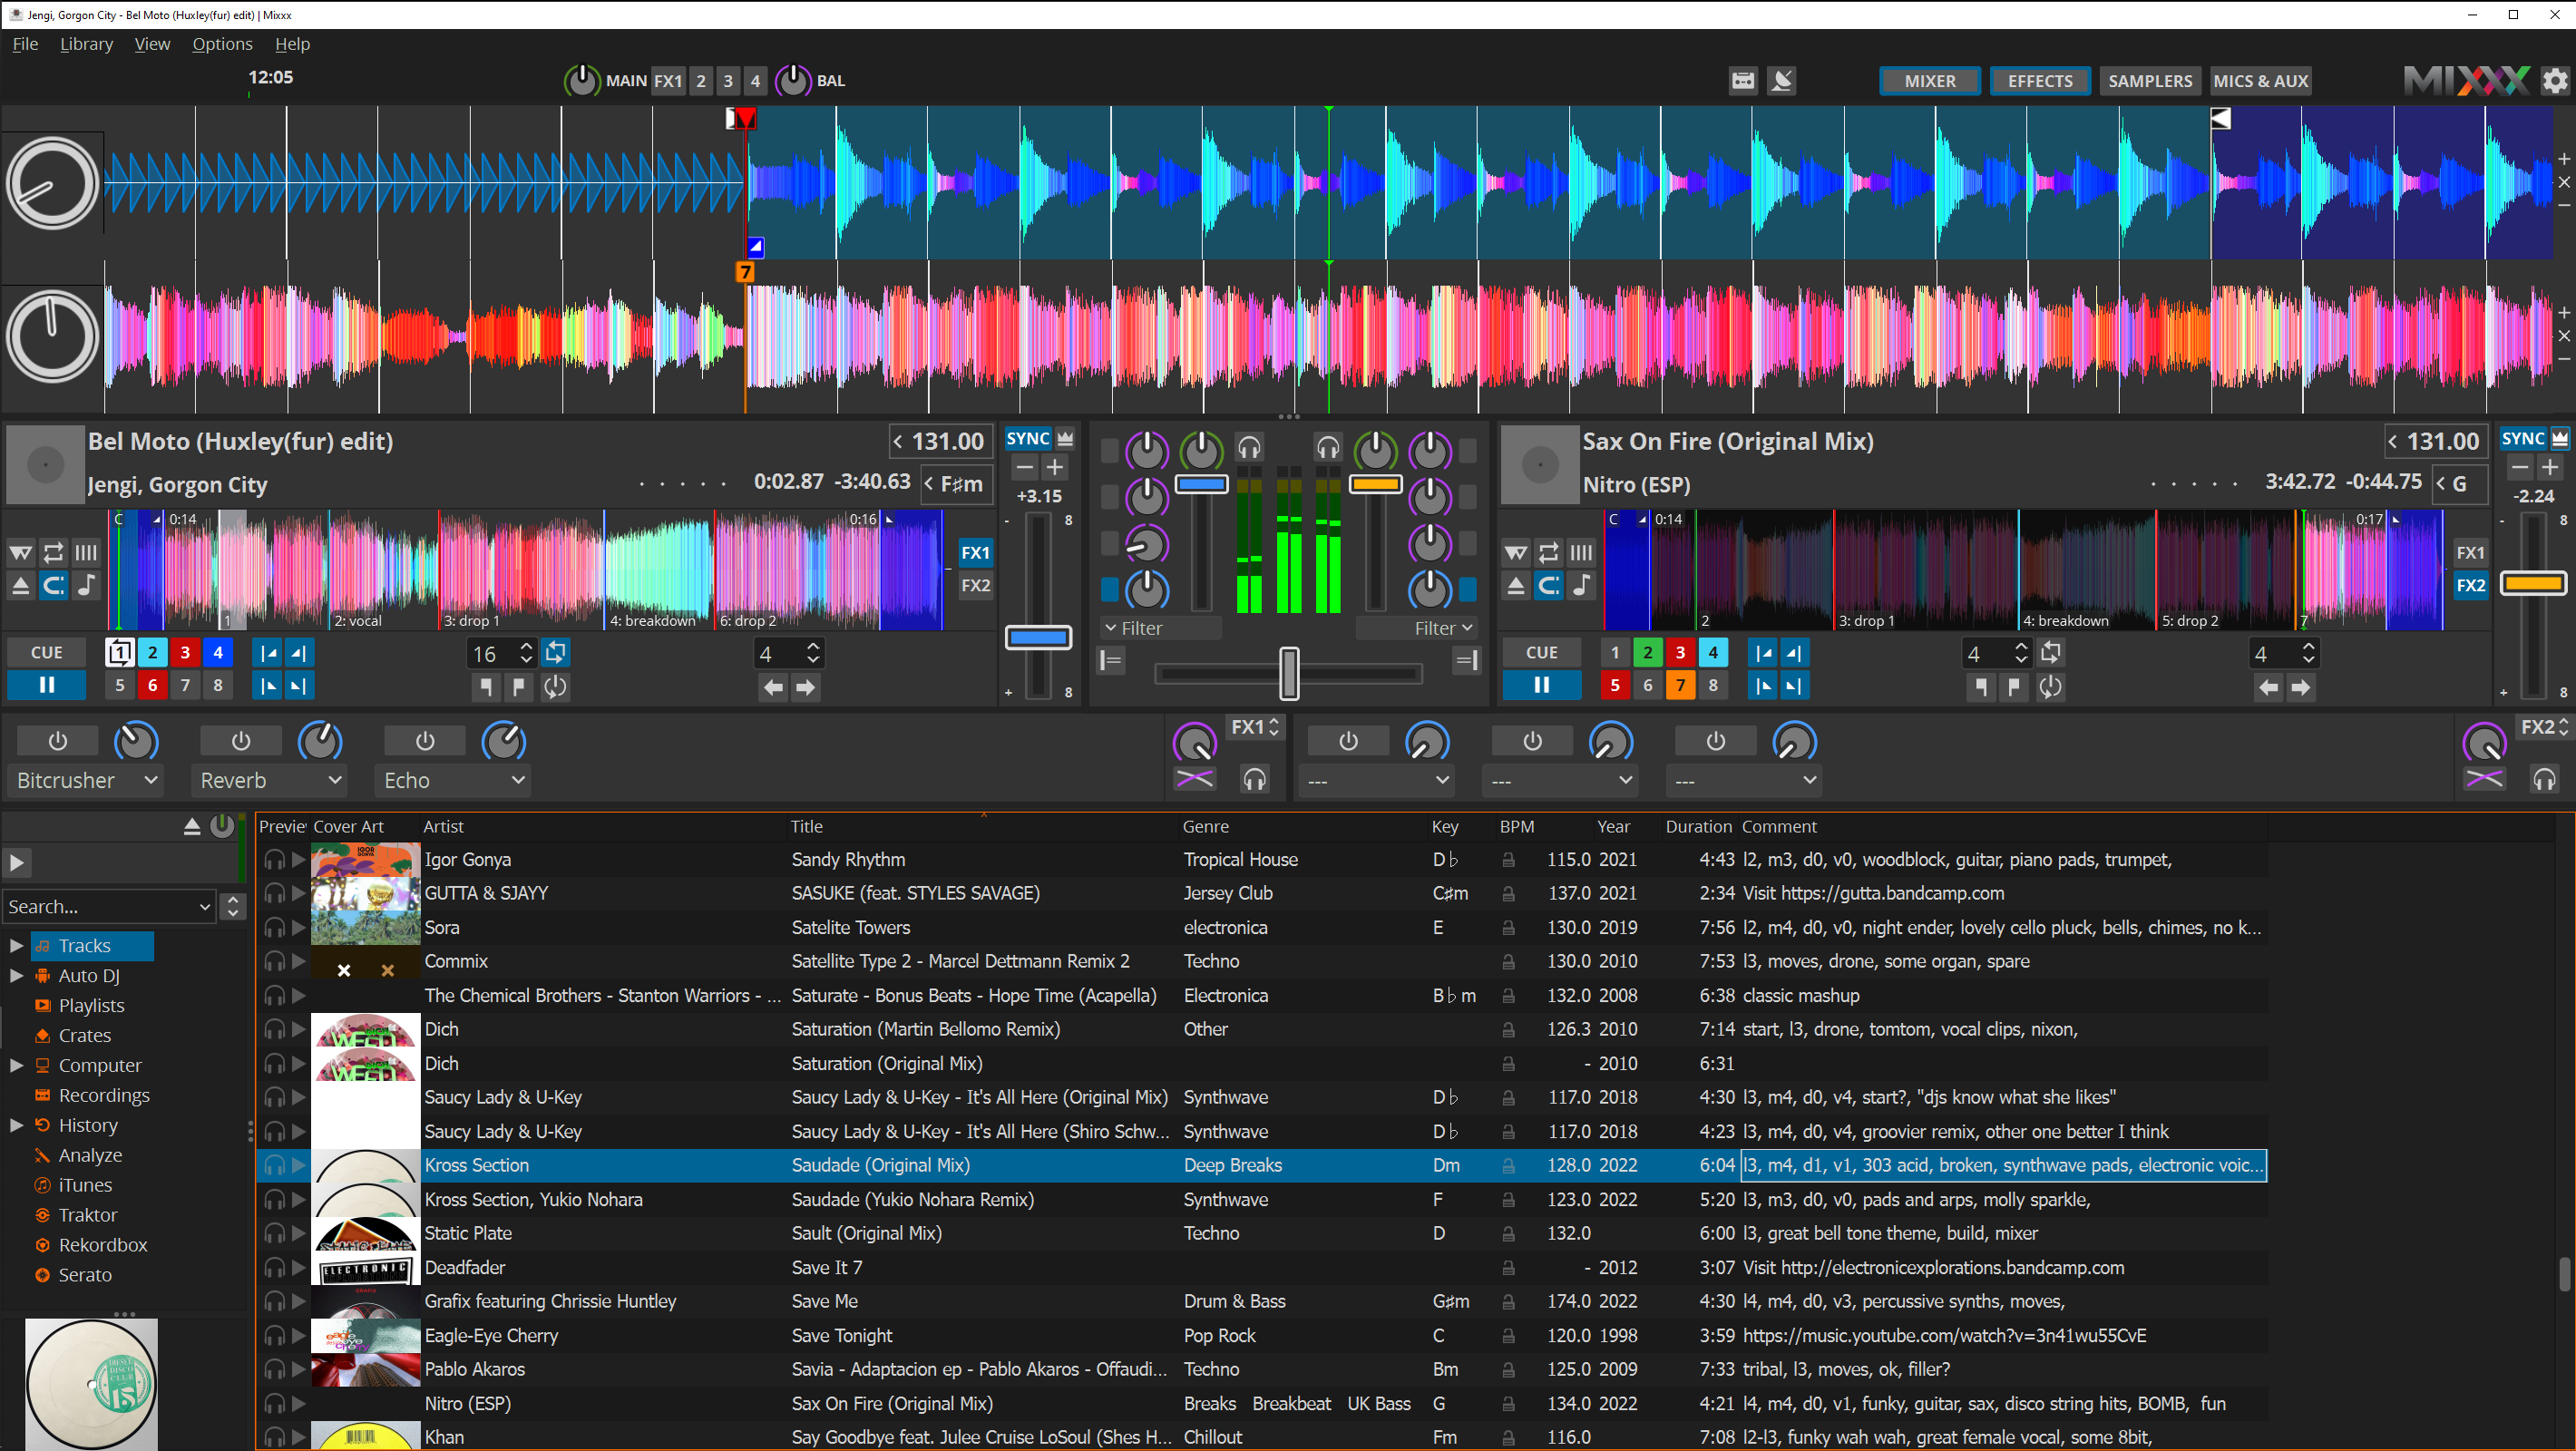 Jengi, Gorgon City - Bel Moto (Huxley(fur) edit) | Mixxx
File Library View Options Help
12:05 MAIN FX1 2 3 4 BAL MIXER EFFECTS SAMPLERS MICS & AUX MIXXX
7
Bel Moto (Huxley(fur) edit) < 131.00 SYNC
Jengi, Gorgon City 0:02.87 -3:40.63 < F♯m +3.15
C 0:14 0:16 - 8
1 2: vocal 3: drop 1 4: breakdown 6: drop 2
FX1
FX2
CUE 1 2 3 4 16 4
5 6 7 8 + 8
Filter Filter
Sax On Fire (Original Mix) < 131.00 SYNC
Nitro (ESP) 3:42.72 -0:44.75 < G -2.24
C 0:14 0:17 - 8
2 3: drop 1 4: breakdown 5: drop 2 7
FX1
FX2
CUE 1 2 3 4 4 4
5 6 7 8 + 8
FX1 FX2
Bitcrusher Reverb Echo --- --- ---
Search...
Tracks
Auto DJ
Playlists
Crates
Computer
Recordings
History
Analyze
iTunes
Traktor
Rekordbox
Serato
Preview Cover Art Artist Title Genre Key BPM Year Duration Comment
Igor Gonya Sandy Rhythm Tropical House D♭ 115.0 2021 4:43 l2, m3, d0, v0, woodblock, guitar, piano pads, trumpet,
GUTTA & SJAYY SASUKE (feat. STYLES SAVAGE) Jersey Club C♯m 137.0 2021 2:34 Visit https://gutta.bandcamp.com
Sora Satelite Towers electronica E 130.0 2019 7:56 l2, m4, d0, v0, night ender, lovely cello pluck, bells, chimes, no k...
Commix Satellite Type 2 - Marcel Dettmann Remix 2 Techno 130.0 2010 7:53 l3, moves, drone, some organ, spare
The Chemical Brothers - Stanton Warriors - ... Saturate - Bonus Beats - Hope Time (Acapella) Electronica B♭m 132.0 2008 6:38 classic mashup
Dich Saturation (Martin Bellomo Remix) Other 126.3 2010 7:14 start, l3, drone, tomtom, vocal clips, nixon,
Dich Saturation (Original Mix) - 2010 6:31
Saucy Lady & U-Key Saucy Lady & U-Key - It's All Here (Original Mix) Synthwave D♭ 117.0 2018 4:30 l3, m4, d0, v4, start?, "djs know what she likes"
Saucy Lady & U-Key Saucy Lady & U-Key - It's All Here (Shiro Schw... Synthwave D♭ 117.0 2018 4:23 l3, m4, d0, v4, groovier remix, other one better I think
Kross Section Saudade (Original Mix) Deep Breaks Dm 128.0 2022 6:04 l3, m4, d1, v1, 303 acid, broken, synthwave pads, electronic voic...
Kross Section, Yukio Nohara Saudade (Yukio Nohara Remix) Synthwave F 123.0 2022 5:20 l3, m3, d0, v0, pads and arps, molly sparkle,
Static Plate Sault (Original Mix) Techno D 132.0 6:00 l3, great bell tone theme, build, mixer
Deadfader Save It 7 - 2012 3:07 Visit http://electronicexplorations.bandcamp.com
Grafix featuring Chrissie Huntley Save Me Drum & Bass G♯m 174.0 2022 4:30 l4, m4, d0, v3, percussive synths, moves,
Eagle-Eye Cherry Save Tonight Pop Rock C 120.0 1998 3:59 https://music.youtube.com/watch?v=3n41wu55CvE
Pablo Akaros Savia - Adaptacion ep - Pablo Akaros - Offaudi... Techno Bm 125.0 2009 7:33 tribal, l3, moves, ok, filler?
Nitro (ESP) Sax On Fire (Original Mix) Breaks Breakbeat UK Bass G 134.0 2022 4:21 l4, m4, d0, v1, funky, guitar, sax, disco string hits, BOMB, fun
Khan Say Goodbye feat. Julee Cruise LoSoul (Shes H... Chillout Fm 116.0 7:08 l2-l3, funky wah wah, great female vocal, some 8bit,